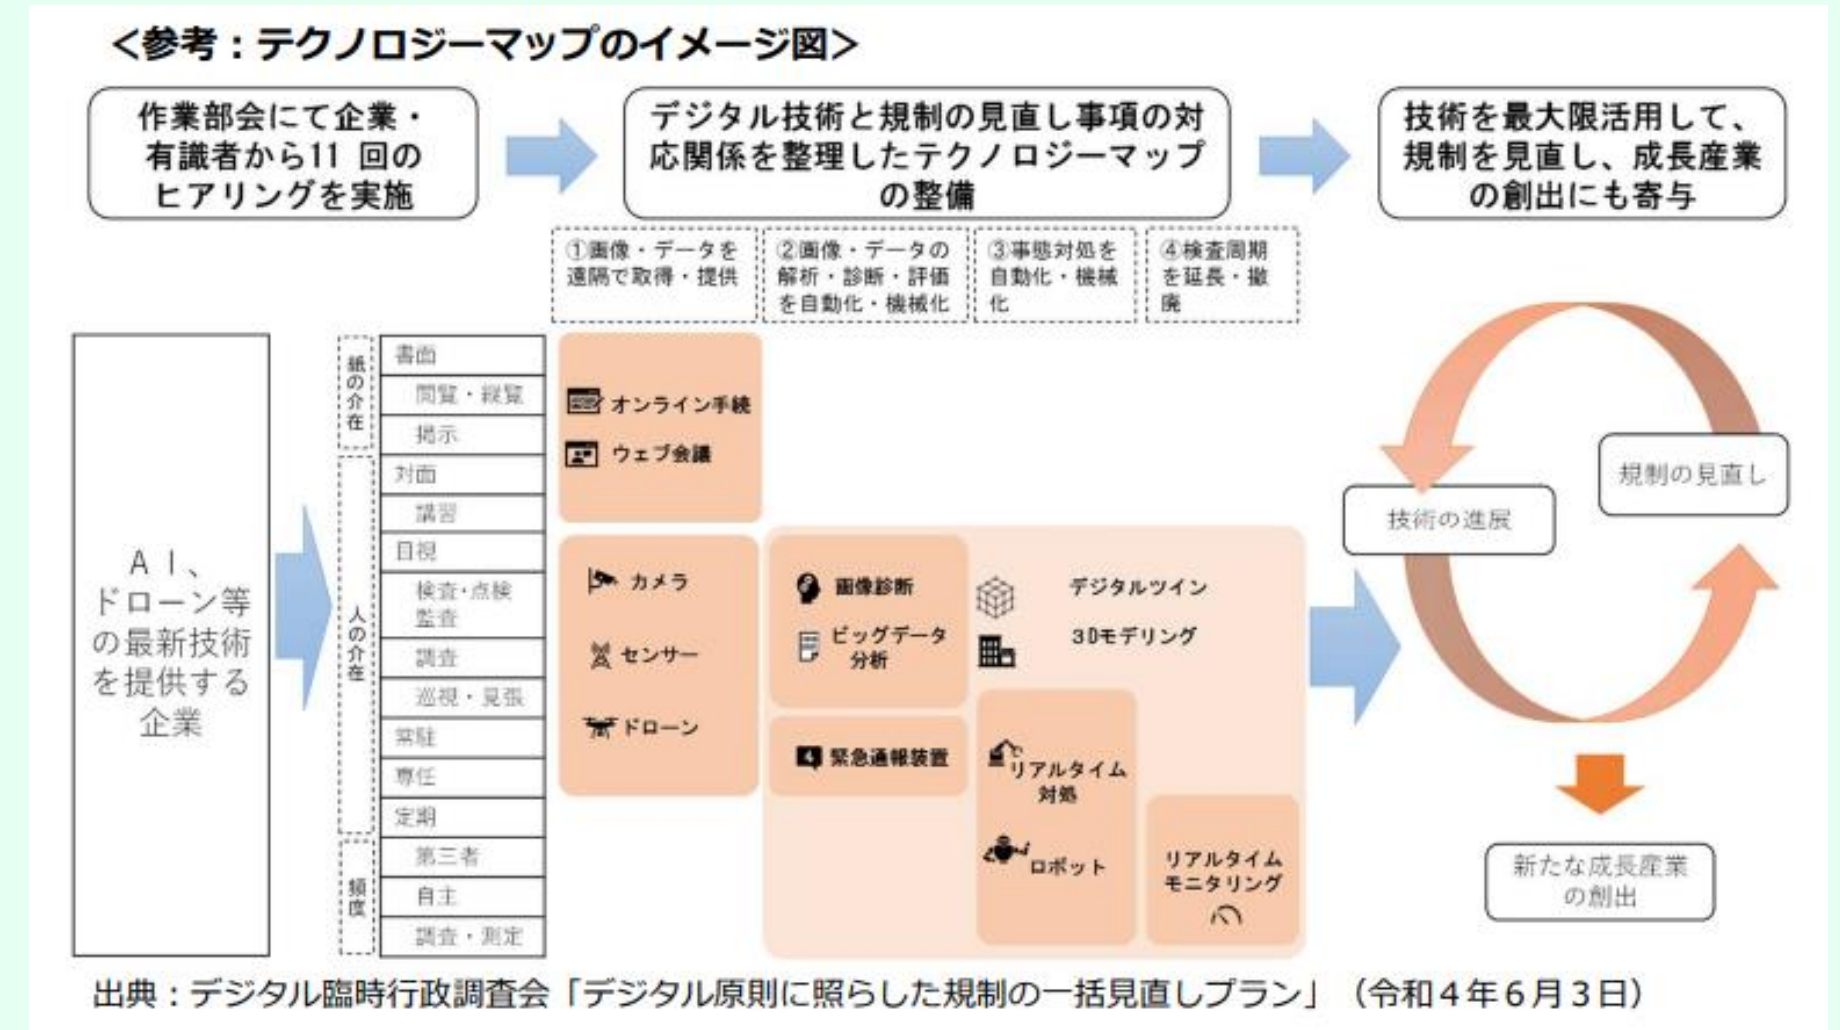 ＜参考：テクノロジーマップのイメージ図＞
作業部会にて企業・
有識者から11 回の
ヒアリングを実施
デジタル技術と規制の見直し事項の対
応関係を整理したテクノロジーマップ
の整備
技術を最大限活用して、
規制を見直し、成長産業
の創出にも寄与
①画像・データを
遠隔で取得・提供
②画像・データの
解析・診断・評価
を自動化・機械化
③事態対処を
自動化・機械
化
④検査周期
を延長・撤
廃
ＡＩ、
ドローン等
の最新技術
を提供する
企業
紙の介在
人の介在
頻度
書面
閲覧・縦覧
掲示
対面
講習
目視
検査・点検
監査
調査
巡視・見張
常駐
専任
定期
第三者
自主
調査・測定
オンライン手続
ウェブ会議
カメラ
センサー
ドローン
画像診断
ビッグデータ
分析
緊急通報装置
デジタルツイン
３Dモデリング
リアルタイム
対処
ロボット
リアルタイム
モニタリング
規制の見直し
技術の進展
新たな成長産業
の創出
出典：デジタル臨時行政調査会「デジタル原則に照らした規制の一括見直しプラン」（令和４年６月３日）